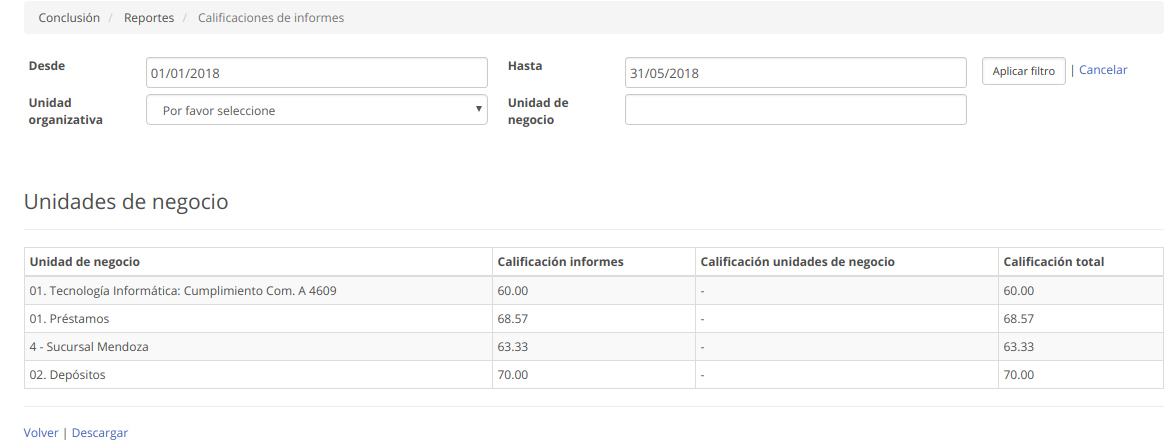 Conclusión / Reportes / Calificaciones de informes
Desde 01/01/2018 Hasta 31/05/2018 Aplicar filtro | Cancelar
Unidad organizativa Por favor seleccione Unidad de negocio
Unidades de negocio
Unidad de negocio Calificación informes Calificación unidades de negocio Calificación total
01. Tecnología Informática: Cumplimiento Com. A 4609 60.00 - 60.00
01. Préstamos 68.57 - 68.57
4 - Sucursal Mendoza 63.33 - 63.33
02. Depósitos 70.00 - 70.00
Volver | Descargar